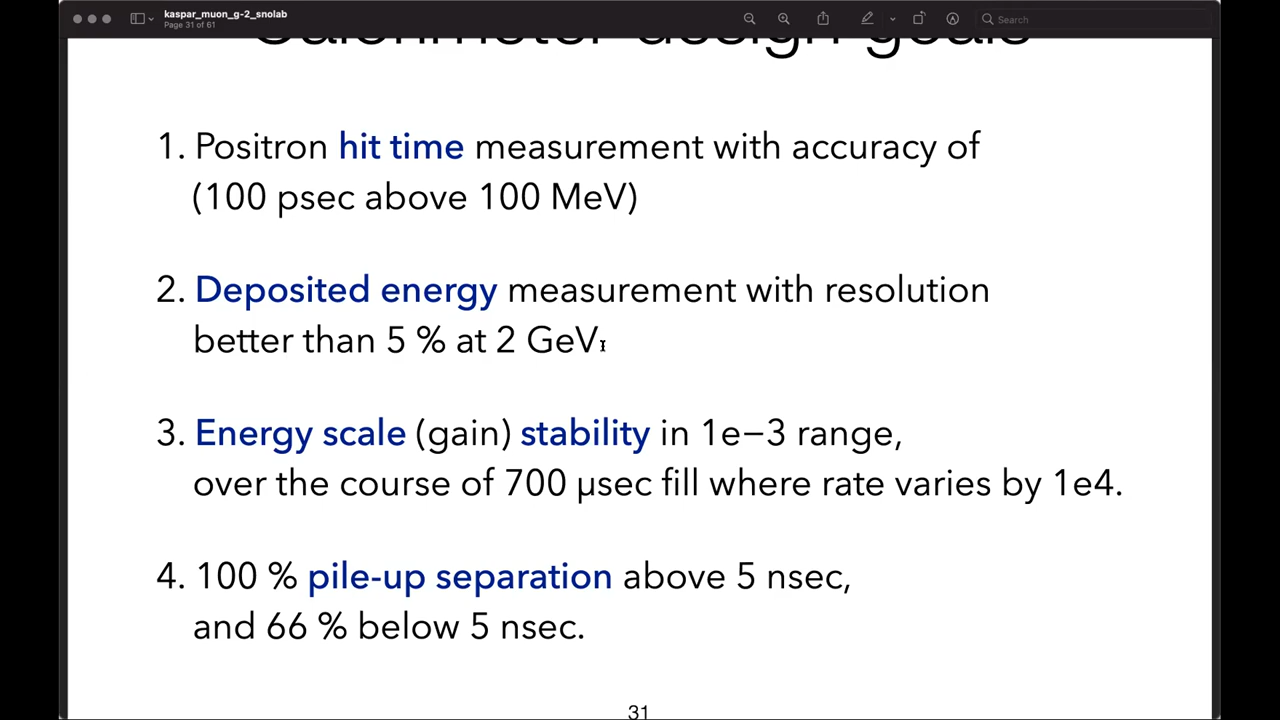 kaspar_muon_g-2_snolab
Page 31 of 61
Search
Calorimeter design goals
1. Positron hit time measurement with accuracy of
(100 psec above 100 MeV)
2. Deposited energy measurement with resolution
better than 5 % at 2 GeV.
3. Energy scale (gain) stability in 1e−3 range,
over the course of 700 μsec fill where rate varies by 1e4.
4. 100 % pile-up separation above 5 nsec,
and 66 % below 5 nsec.
31